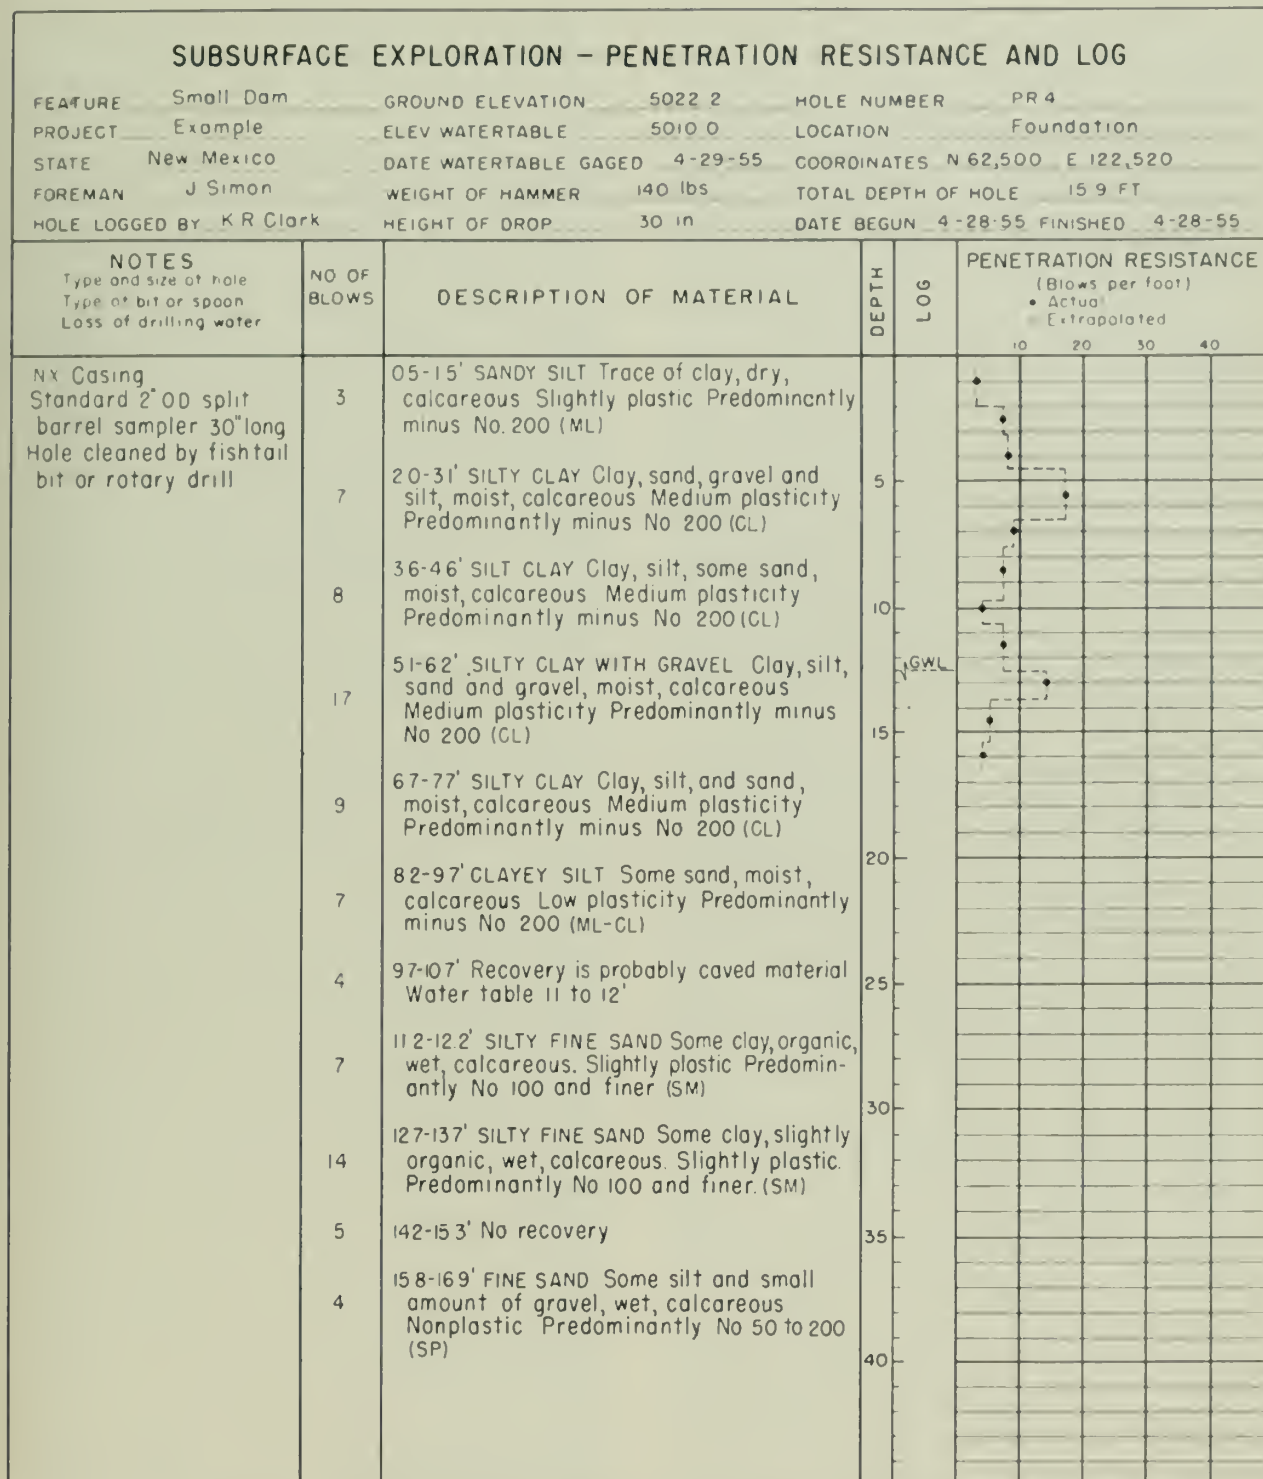 SUBSURFACE EXPLORATION – PENETRATION RESISTANCE AND LOG
FEATURE Small Dam GROUND ELEVATION 5022 2 HOLE NUMBER PR 4
PROJECT Example ELEV WATERTABLE 5010 0 LOCATION Foundation
STATE New Mexico DATE WATERTABLE GAGED 4-29-55 COORDINATES N 62,500 E 122,520
FOREMAN J Simon WEIGHT OF HAMMER 140 lbs TOTAL DEPTH OF HOLE 15 9 FT
HOLE LOGGED BY K R Clark HEIGHT OF DROP 30 in DATE BEGUN 4-28-55 FINISHED 4-28-55
NOTES
Type and size of hole
Type of bit or spoon
Loss of drilling water
NO OF
BLOWS
DESCRIPTION OF MATERIAL
DEPTH
LOG
PENETRATION RESISTANCE
(Blows per foot)
• Actual
Extrapolated
10 20 30 40
NX Casing
Standard 2" OD split
barrel sampler 30" long
Hole cleaned by fishtail
bit or rotary drill
3
05-15' SANDY SILT Trace of clay, dry,
calcareous Slightly plastic Predominantly
minus No. 200 (ML)
7
20-31' SILTY CLAY Clay, sand, gravel and
silt, moist, calcareous Medium plasticity
Predominantly minus No 200 (CL)
8
36-46' SILT CLAY Clay, silt, some sand,
moist, calcareous Medium plasticity
Predominantly minus No 200 (CL)
17
51-62' SILTY CLAY WITH GRAVEL Clay, silt,
sand and gravel, moist, calcareous
Medium plasticity Predominantly minus
No 200 (CL)
9
67-77' SILTY CLAY Clay, silt, and sand,
moist, calcareous Medium plasticity
Predominantly minus No 200 (CL)
7
82-97' CLAYEY SILT Some sand, moist,
calcareous Low plasticity Predominantly
minus No 200 (ML-CL)
4
97-107' Recovery is probably caved material
Water table 11 to 12'
7
11 2-12.2' SILTY FINE SAND Some clay, organic,
wet, calcareous. Slightly plastic Predomin-
antly No 100 and finer (SM)
14
127-137' SILTY FINE SAND Some clay, slightly
organic, wet, calcareous. Slightly plastic.
Predominantly No 100 and finer. (SM)
5
142-15 3' No recovery
4
15 8-169' FINE SAND Some silt and small
amount of gravel, wet, calcareous
Nonplastic Predominantly No 50 to 200
(SP)
5
10
GWL
15
20
25
30
35
40